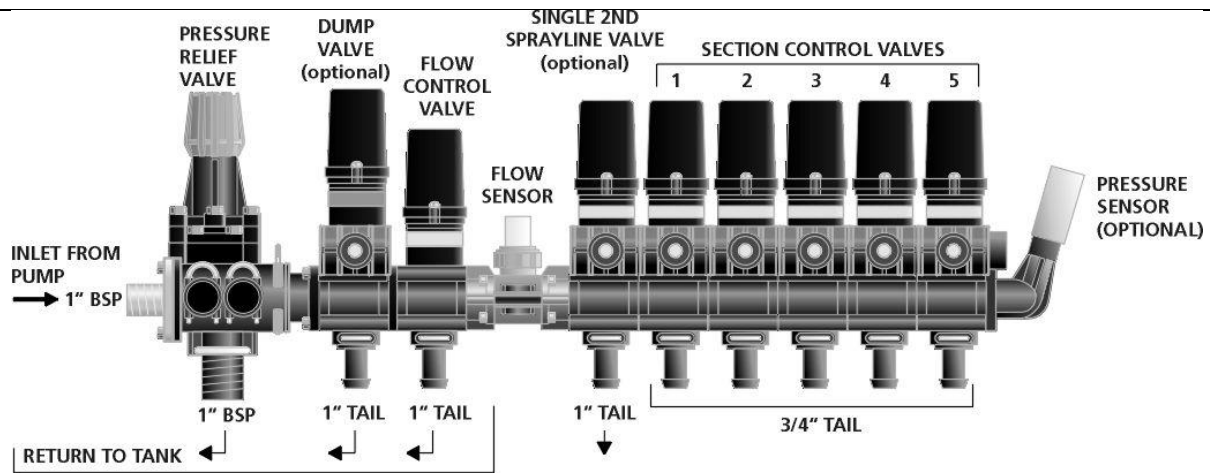 PRESSURE
RELIEF
VALVE
DUMP
VALVE
(optional)
FLOW
CONTROL
VALVE
FLOW
SENSOR
SINGLE 2ND
SPRAYLINE VALVE
(optional)
SECTION CONTROL VALVES
1 2 3 4 5
PRESSURE
SENSOR
(OPTIONAL)
INLET FROM
PUMP
1” BSP
1” BSP
1” TAIL
1” TAIL
1” TAIL
3/4“ TAIL
RETURN TO TANK